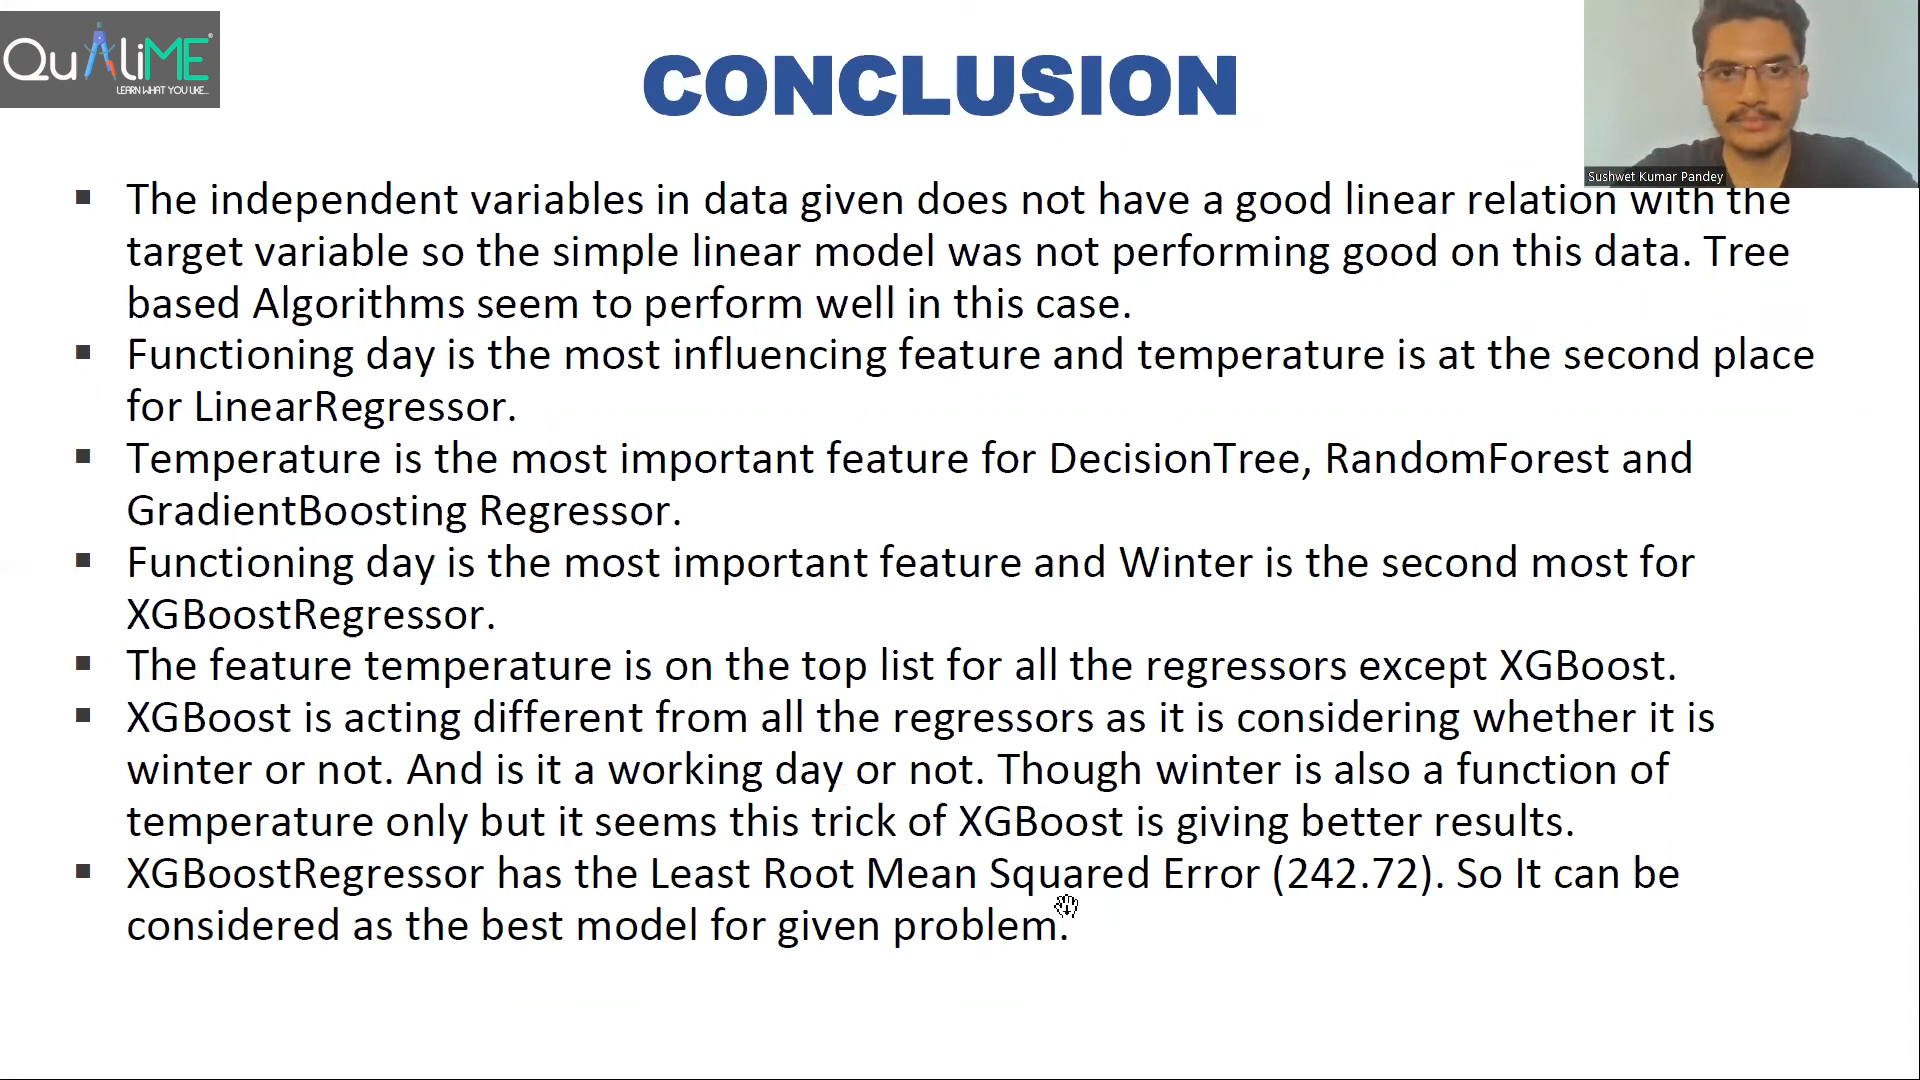 QuALiME
LEARN WHAT YOU LIKE...
CONCLUSION
Sushwet Kumar Pandey
▪ The independent variables in data given does not have a good linear relation with the
target variable so the simple linear model was not performing good on this data. Tree
based Algorithms seem to perform well in this case.
▪ Functioning day is the most influencing feature and temperature is at the second place
for LinearRegressor.
▪ Temperature is the most important feature for DecisionTree, RandomForest and
GradientBoosting Regressor.
▪ Functioning day is the most important feature and Winter is the second most for
XGBoostRegressor.
▪ The feature temperature is on the top list for all the regressors except XGBoost.
▪ XGBoost is acting different from all the regressors as it is considering whether it is
winter or not. And is it a working day or not. Though winter is also a function of
temperature only but it seems this trick of XGBoost is giving better results.
▪ XGBoostRegressor has the Least Root Mean Squared Error (242.72). So It can be
considered as the best model for given problem.